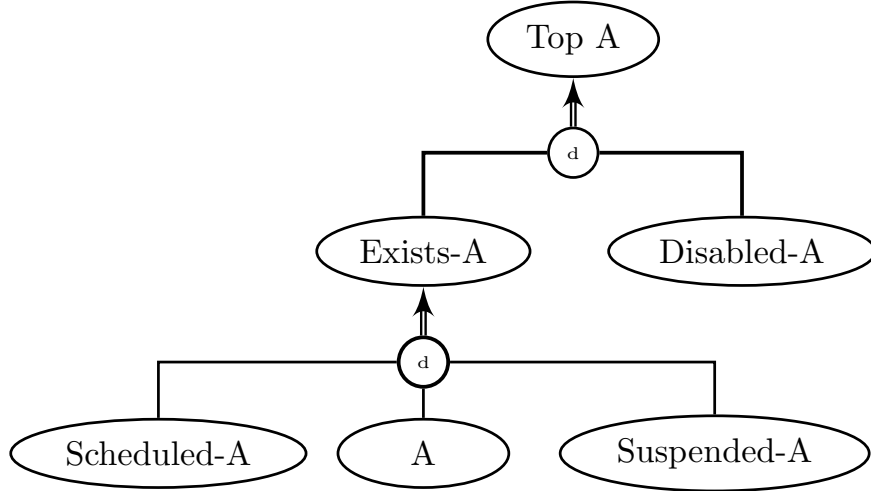 Top A
d
Exists-A
Disabled-A
d
Scheduled-A
A
Suspended-A